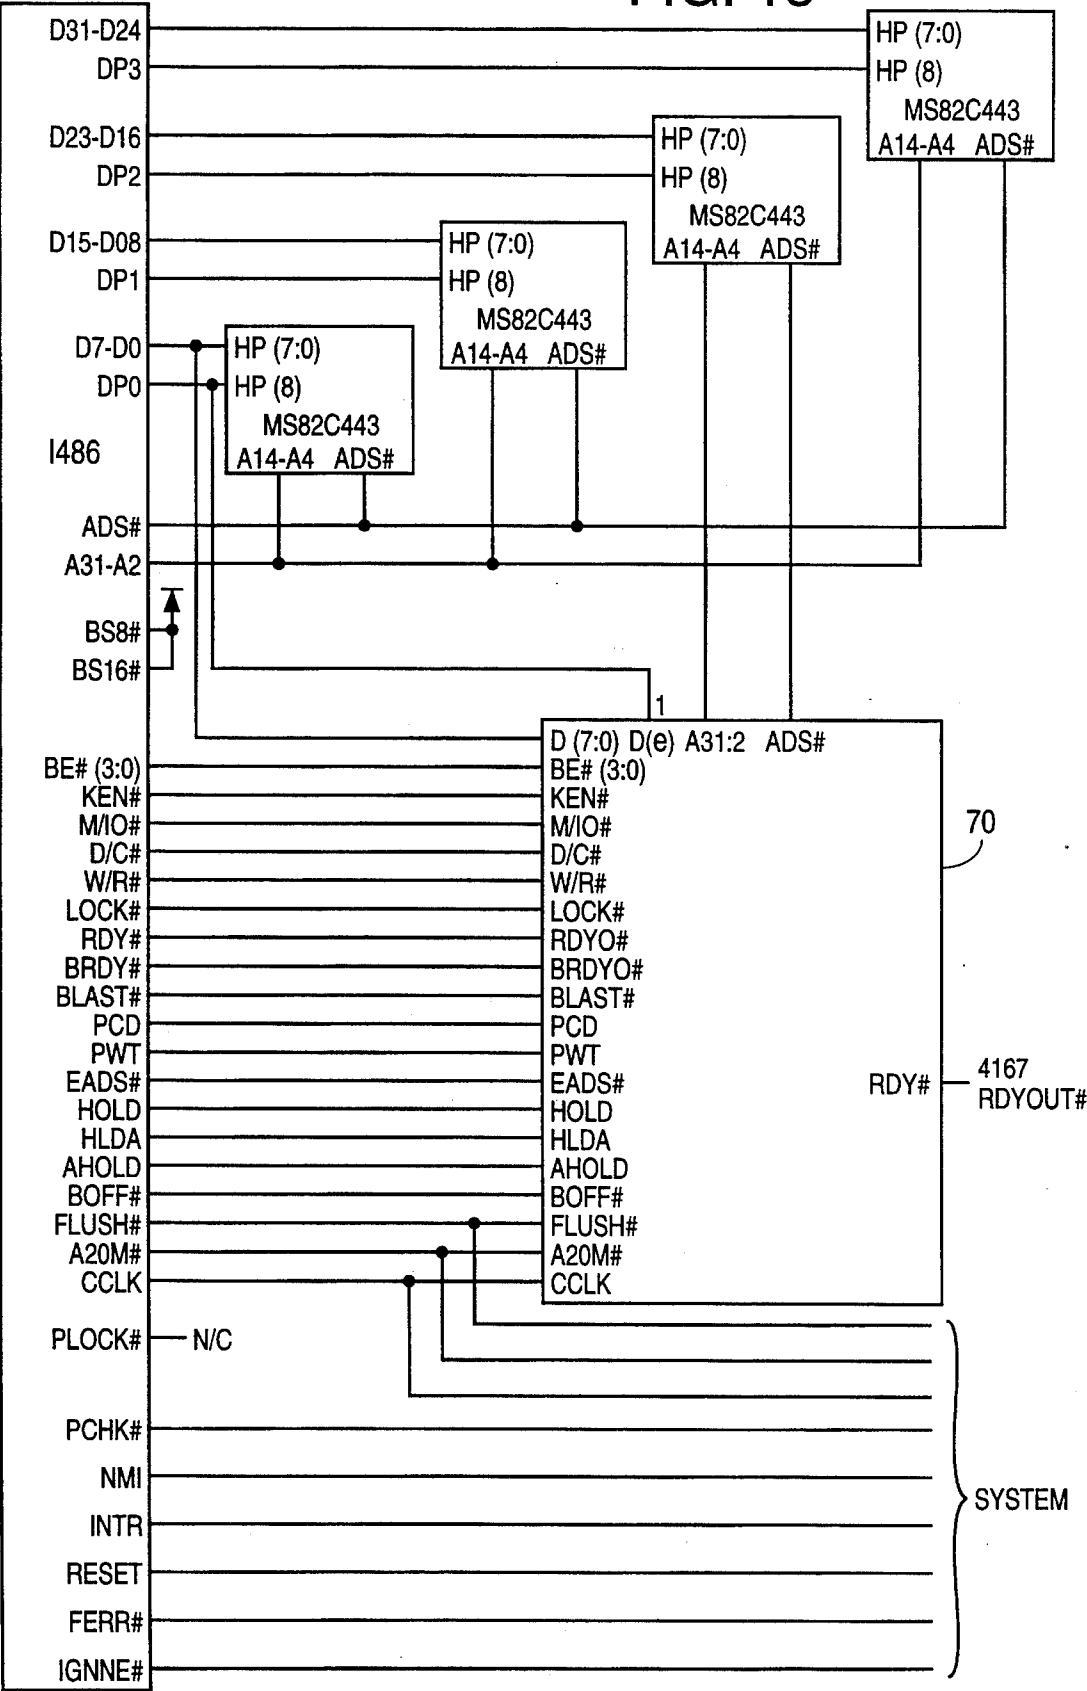 D31-D24
HP (7:0)
DP3
HP (8)
MS82C443
A14-A4 ADS#
D23-D16
HP (7:0)
DP2
HP (8)
MS82C443
A14-A4 ADS#
D15-D08
HP (7:0)
DP1
HP (8)
MS82C443
A14-A4 ADS#
D7-D0
HP (7:0)
DP0
HP (8)
MS82C443
A14-A4 ADS#
I486
ADS#
A31-A2
BS8#
BS16#
1
D (7:0) D(e) A31:2 ADS#
BE# (3:0) BE# (3:0)
KEN# KEN#
M/IO# M/IO#
D/C# D/C#
W/R# W/R#
LOCK# LOCK#
RDY# RDYO#
BRDY# BRDYO#
BLAST# BLAST#
PCD PCD
PWT PWT
EADS# EADS#
HOLD HOLD
HLDA HLDA
AHOLD AHOLD
BOFF# BOFF#
FLUSH# FLUSH#
A20M# A20M#
CCLK CCLK
70
RDY#
4167
RDYOUT#
PLOCK# N/C
PCHK#
NMI
INTR
RESET
FERR#
IGNNE#
SYSTEM